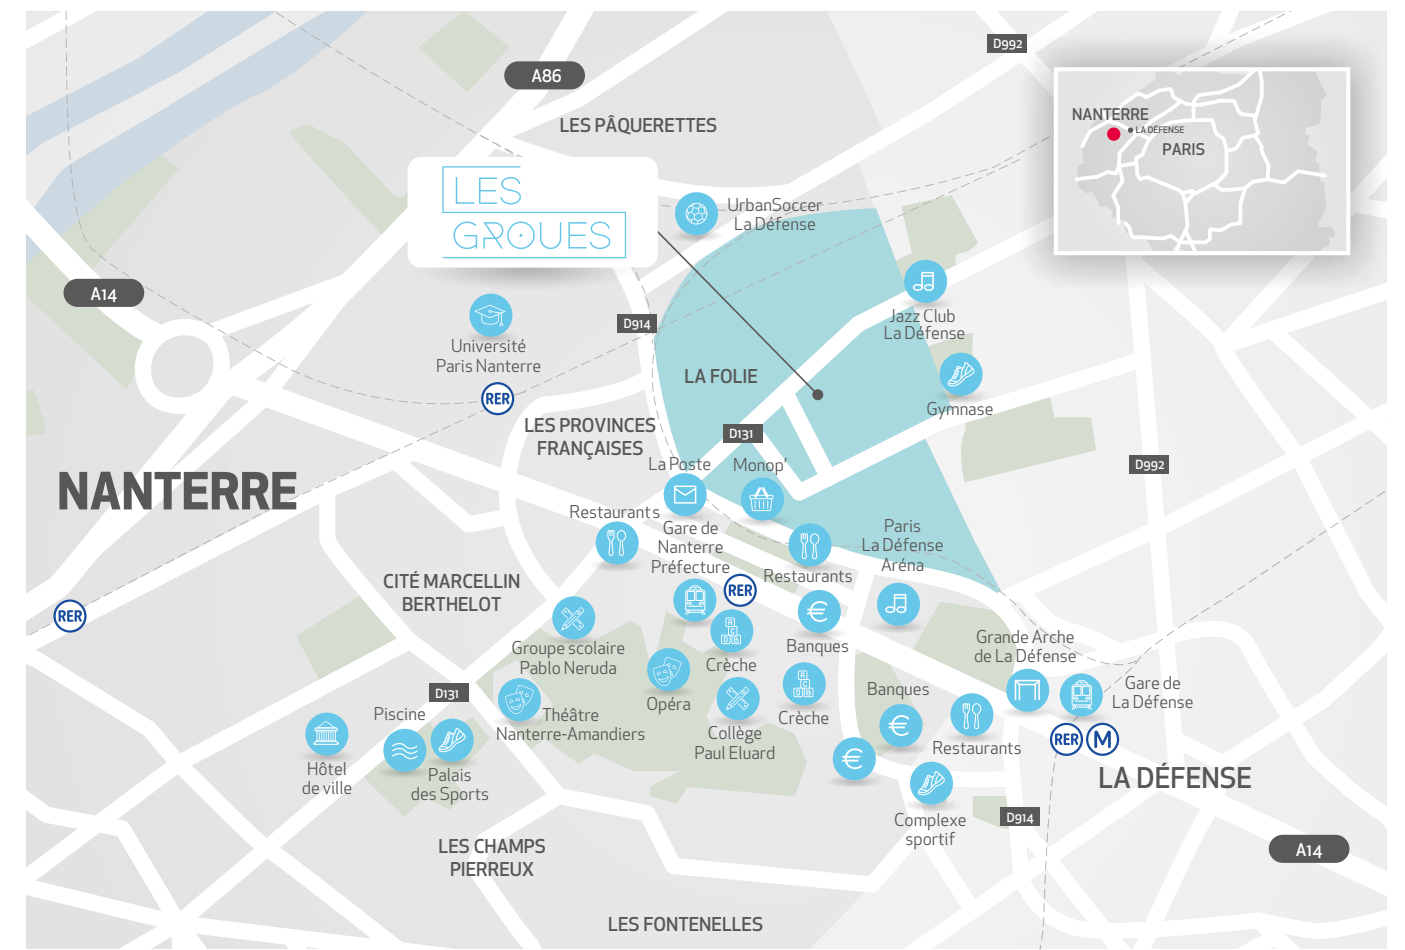 D992
A86
NANTERRE
LA DÉFENSE
PARIS
LES PÂQUERETTES
LES
GROUES
UrbanSoccer
La Défense
A14
Jazz Club
La Défense
D914
Université
Paris Nanterre
RER
LA FOLIE
Gymnase
LES PROVINCES
FRANÇAISES
D131
La Poste
Monop'
D992
NANTERRE
Restaurants
Gare de
Nanterre
Préfecture
RER
Restaurants
Paris
La Défense
Aréna
CITÉ MARCELLIN
BERTHELOT
RER
Groupe scolaire
Pablo Neruda
A
C
D B
Crèche
€
Banques
Grande Arche
de La Défense
D131
Opéra
A
C
D B
Crèche
Banques
€
Gare de
La Défense
Piscine
Théâtre
Nanterre-Amandiers
Collège
Paul Eluard
Restaurants
RER
M
Hôtel
de ville
Palais
des Sports
€
LA DÉFENSE
Complexe
sportif
D914
LES CHAMPS
PIERREUX
A14
LES FONTENELLES